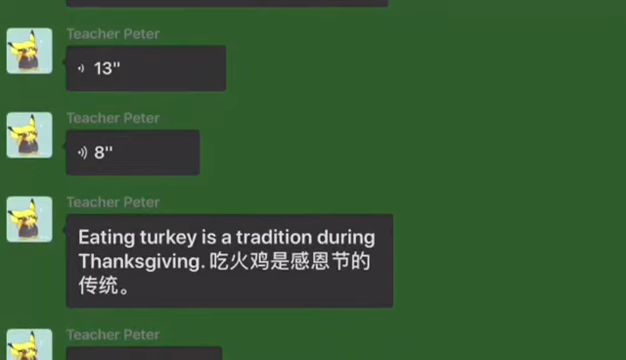 Teacher Peter
13"
Teacher Peter
8"
Teacher Peter
Eating turkey is a tradition during
Thanksgiving. 吃火鸡是感恩节的
传统。
Teacher Peter